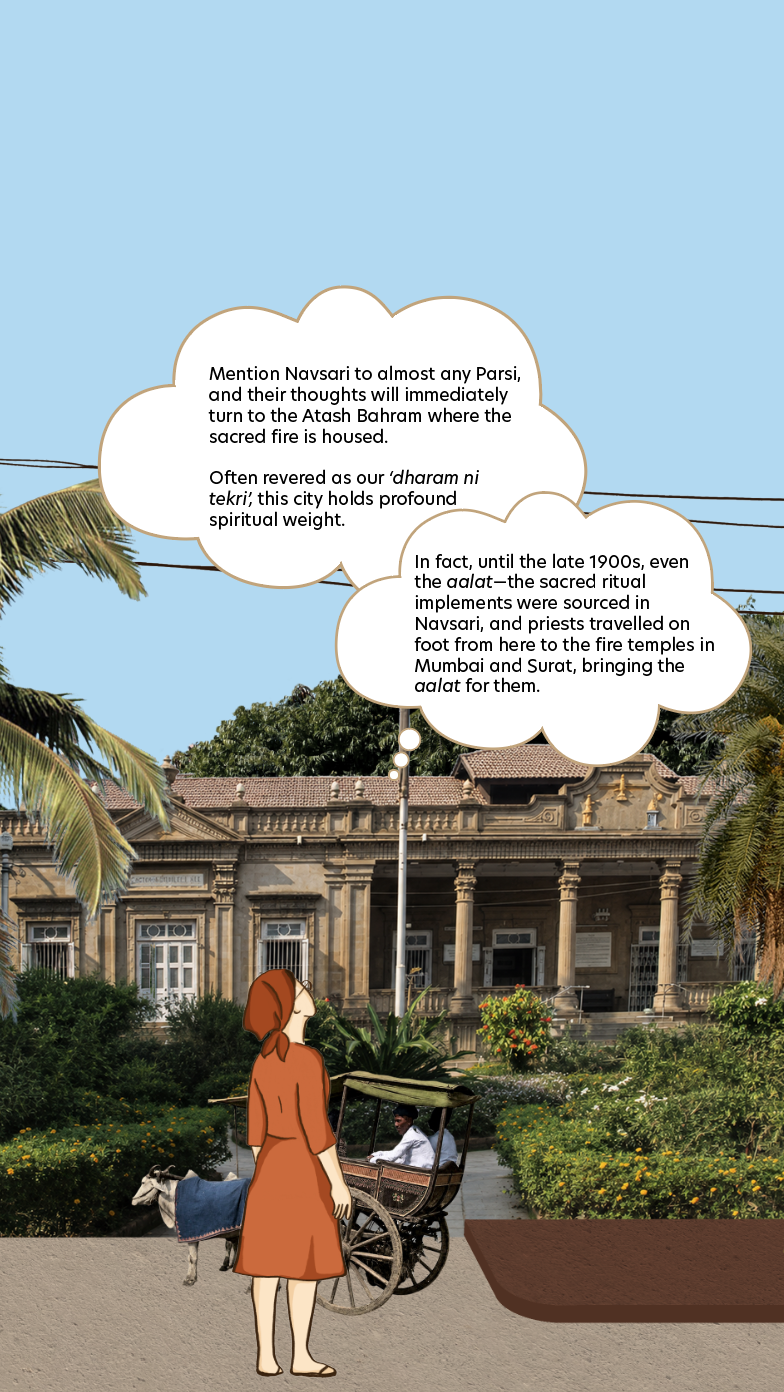 Mention Navsari to almost any Parsi,
and their thoughts will immediately
turn to the Atash Bahram where the
sacred fire is housed.
Often revered as our ‘dharam ni
tekri’, this city holds profound
spiritual weight.
In fact, until the late 1900s, even
the aalat—the sacred ritual
implements were sourced in
Navsari, and priests travelled on
foot from here to the fire temples in
Mumbai and Surat, bringing the
aalat for them.